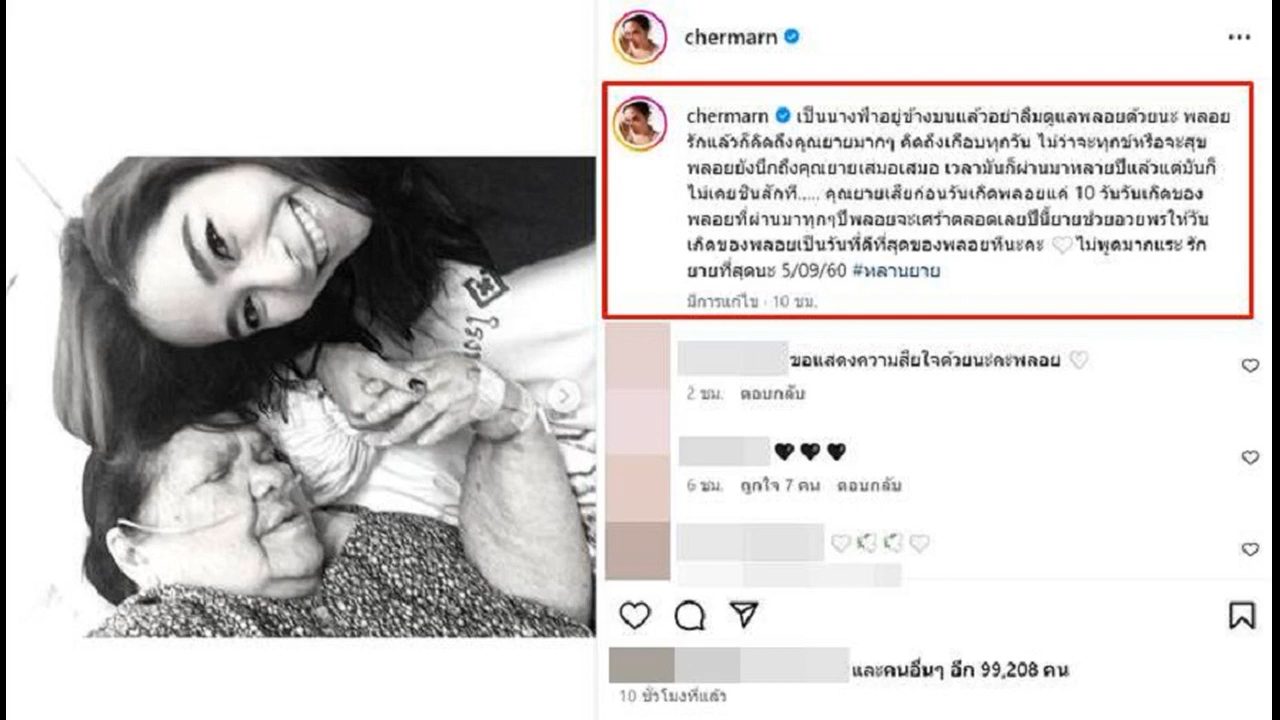 chermarn
chermarn เป็นนางฟ้าอยู่ข้างบนแล้วอย่าลืมดูแลพลอยด้วยนะ พลอย
รักแล้วก็คิดถึงคุณยายมากๆ คิดถึงเกือบทุกวัน ไม่ว่าจะทุกข์หรือจะสุข
พลอยยังนึกถึงคุณยายเสมอเสมอ เวลามันก็ผ่านมาหลายปีแล้วแต่มันก็
ไม่เคยชินสักที..... คุณยายเสียก่อนวันเกิดพลอยแค่ 10 วันวันเกิดของ
พลอยที่ผ่านมาทุกๆปีพลอยจะเศร้าตลอดเลยปีนี้ยายช่วยอวยพรให้วัน
เกิดของพลอยเป็นวันที่ดีที่สุดของพลอยทีนะคะ 🤍 ไม่พูดมากแระ รัก
ยายที่สุดนะ 5/09/60 #หลานยาย
มีการแก้ไข · 10 ชม.
ขอแสดงความสียใจด้วยนะคะพลอย 🤍
2 ชม. ตอบกลับ
🖤🖤🖤
6 ชม. ถูกใจ 7 คน ตอบกลับ
และคนอื่นๆ อีก 99,208 คน
10 ชั่วโมงที่แล้ว